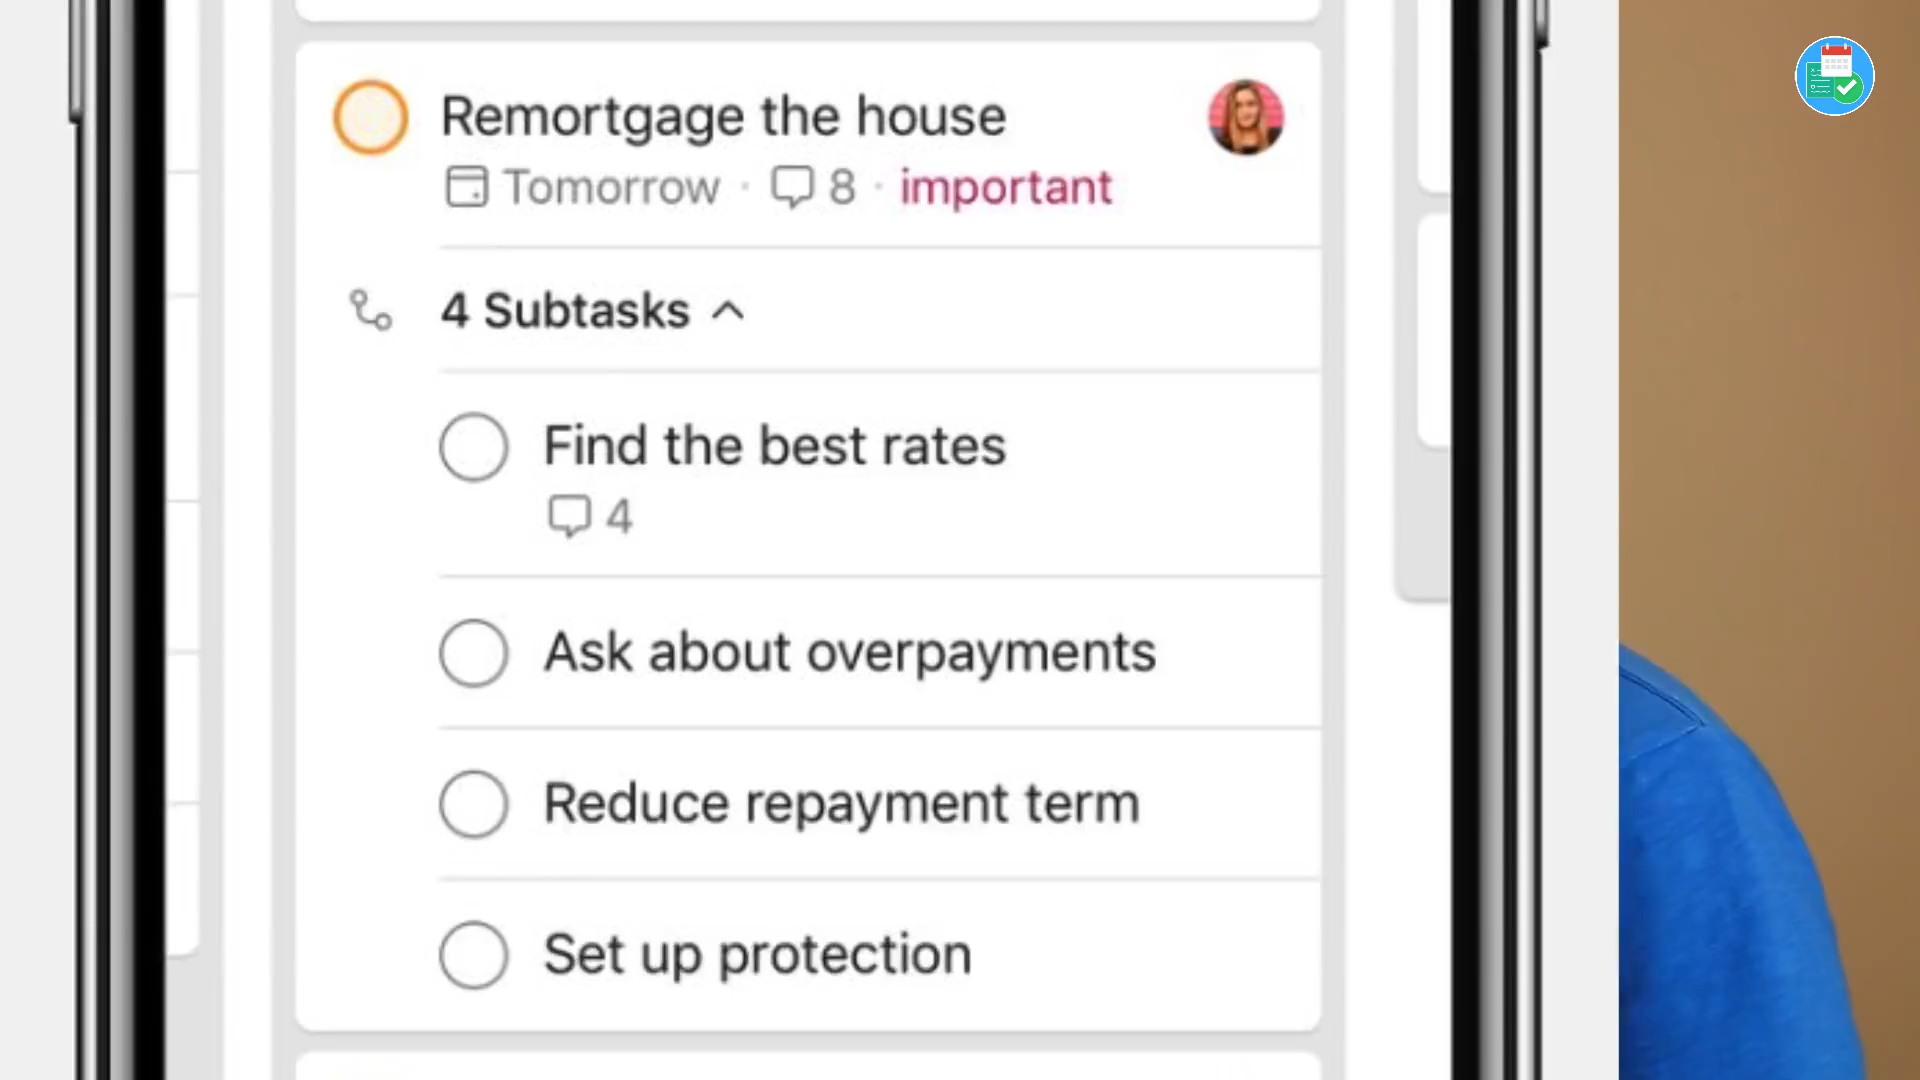 Remortgage the house
Tomorrow · 8 · important
4 Subtasks
Find the best rates
4
Ask about overpayments
Reduce repayment term
Set up protection